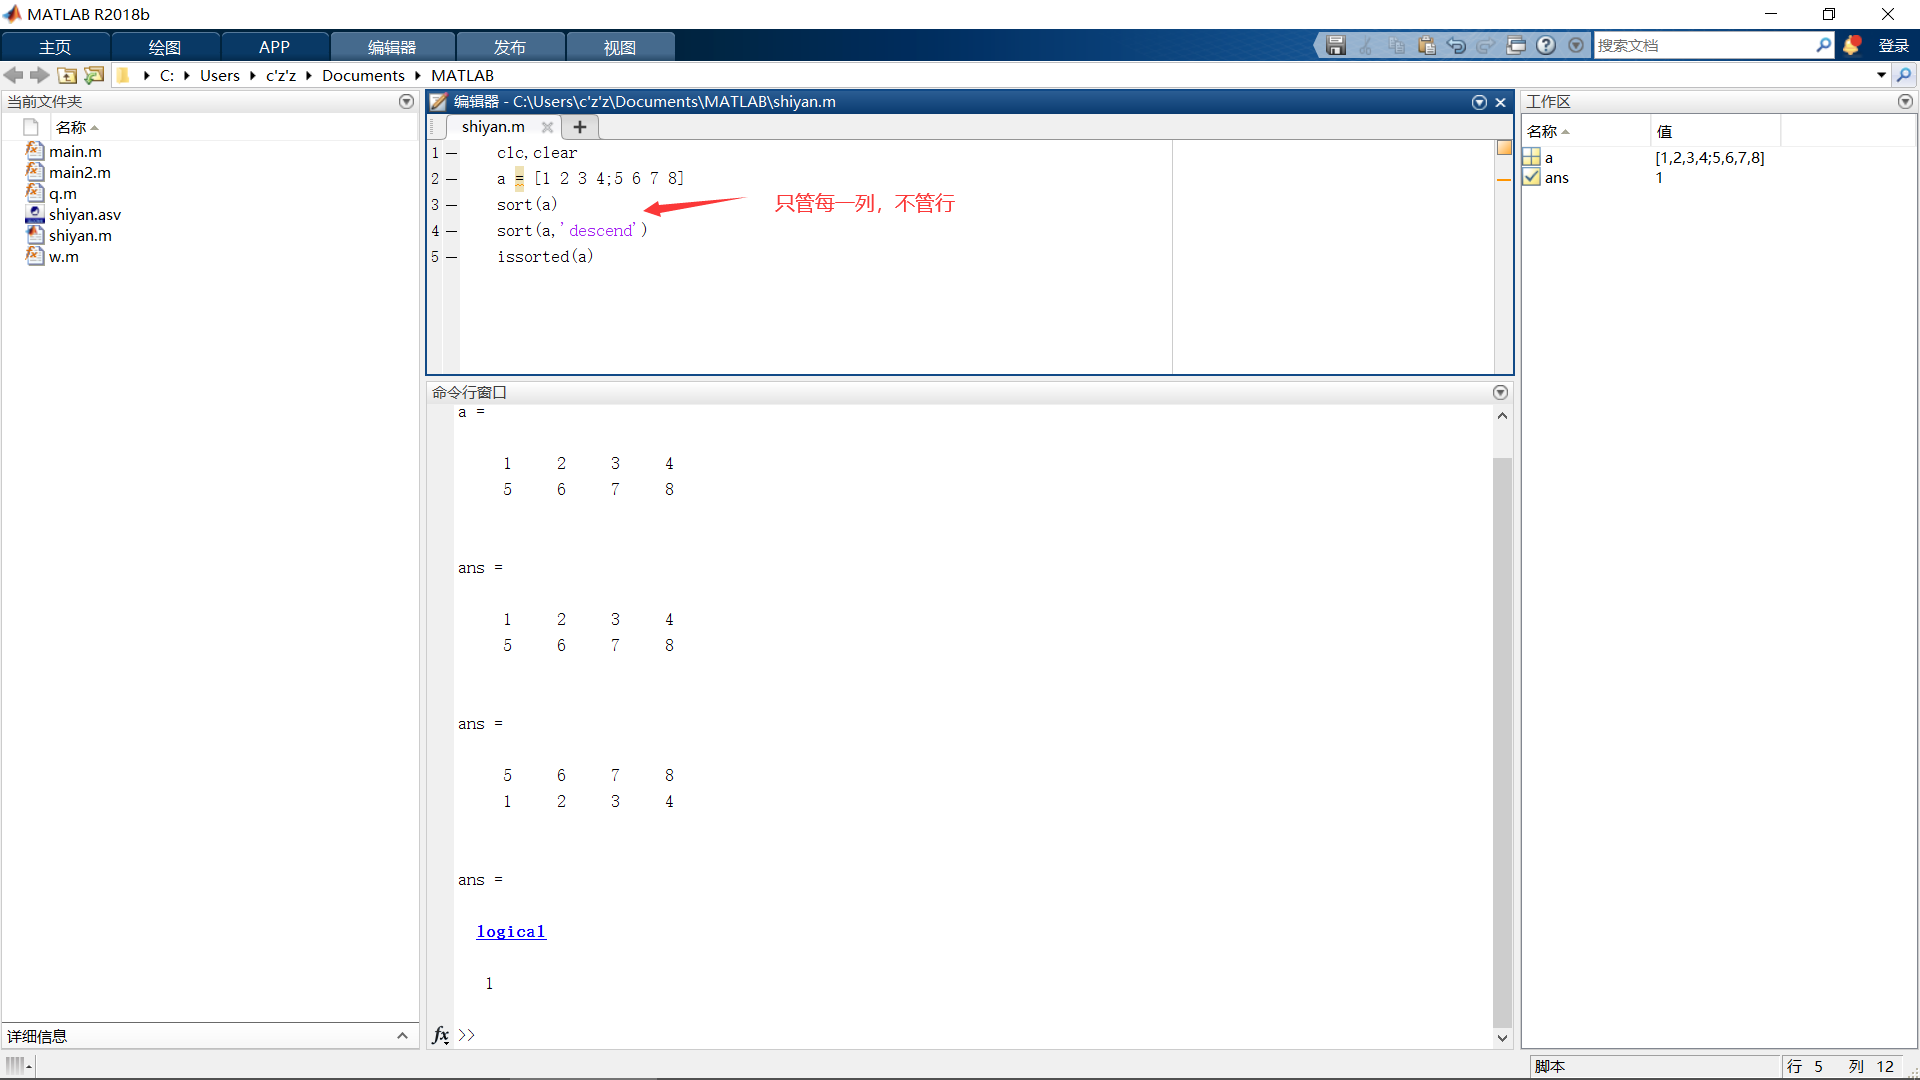 MATLAB R2018b
主页 绘图 APP 编辑器 发布 视图 搜索文档 登录
C: Users c'z'z Documents MATLAB
当前文件夹
名称
main.m
main2.m
q.m
shiyan.asv
shiyan.m
w.m
详细信息
编辑器 - C:\Users\c'z'z\Documents\MATLAB\shiyan.m
shiyan.m
1 clc,clear
2 a = [1 2 3 4;5 6 7 8]
3 sort(a)
只管每一列，不管行
4 sort(a,'descend')
5 issorted(a)
命令行窗口
a =
1 2 3 4
5 6 7 8
ans =
1 2 3 4
5 6 7 8
ans =
5 6 7 8
1 2 3 4
ans =
logical
1
fx >>
工作区
名称 值
a [1,2,3,4;5,6,7,8]
ans 1
脚本 行 5 列 12